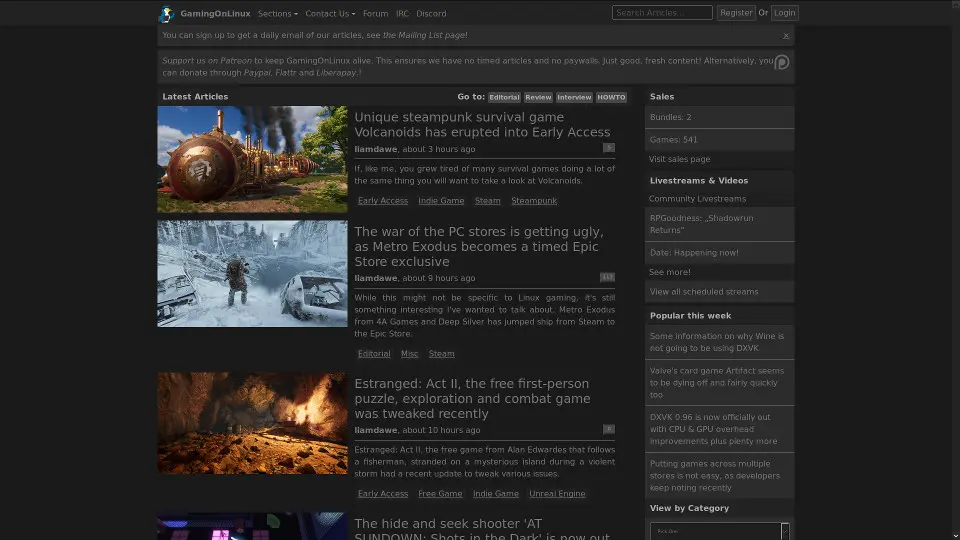 GamingOnLinux Sections Contact Us Forum IRC Discord Search Articles... Register Or Login
You can sign up to get a daily email of our articles, see the Mailing List page!
Support us on Patreon to keep GamingOnLinux alive. This ensures we have no timed articles and no paywalls. Just good, fresh content! Alternatively, you
can donate through Paypal, Flattr and Liberapay.!
Latest Articles
Go to: Editorial Review Interview HOWTO
Unique steampunk survival game
Volcanoids has erupted into Early Access
liamdawe, about 3 hours ago
If, like me, you grew tired of many survival games doing a lot of
the same thing you will want to take a look at Volcanoids.
Early Access Indie Game Steam Steampunk
The war of the PC stores is getting ugly,
as Metro Exodus becomes a timed Epic
Store exclusive
liamdawe, about 9 hours ago
While this might not be specific to Linux gaming, it's still
something interesting I've wanted to talk about. Metro Exodus
from 4A Games and Deep Silver has jumped ship from Steam to
the Epic Store.
Editorial Misc Steam
Estranged: Act II, the free first-person
puzzle, exploration and combat game
was tweaked recently
liamdawe, about 10 hours ago
Estranged: Act II, the free game from Alan Edwardes that follows
a fisherman, stranded on a mysterious island during a violent
storm had a recent update to tweak various issues.
Early Access Free Game Indie Game Unreal Engine
The hide and seek shooter 'AT
SUNDOWN: Shots in the Dark' is now out
Sales
Bundles: 2
Games: 541
Visit sales page
Livestreams & Videos
Community Livestreams
RPGoodness: „Shadowrun
Returns"
Date: Happening now!
See more!
View all scheduled streams
Popular this week
Some information on why Wine is
not going to be using DXVK
Valve's card game Artifact seems
to be dying off and fairly quickly
too
DXVK 0.96 is now officially out
with CPU & GPU overhead
improvements plus plenty more
Putting games across multiple
stores is not easy, as developers
keep noting recently
View by Category